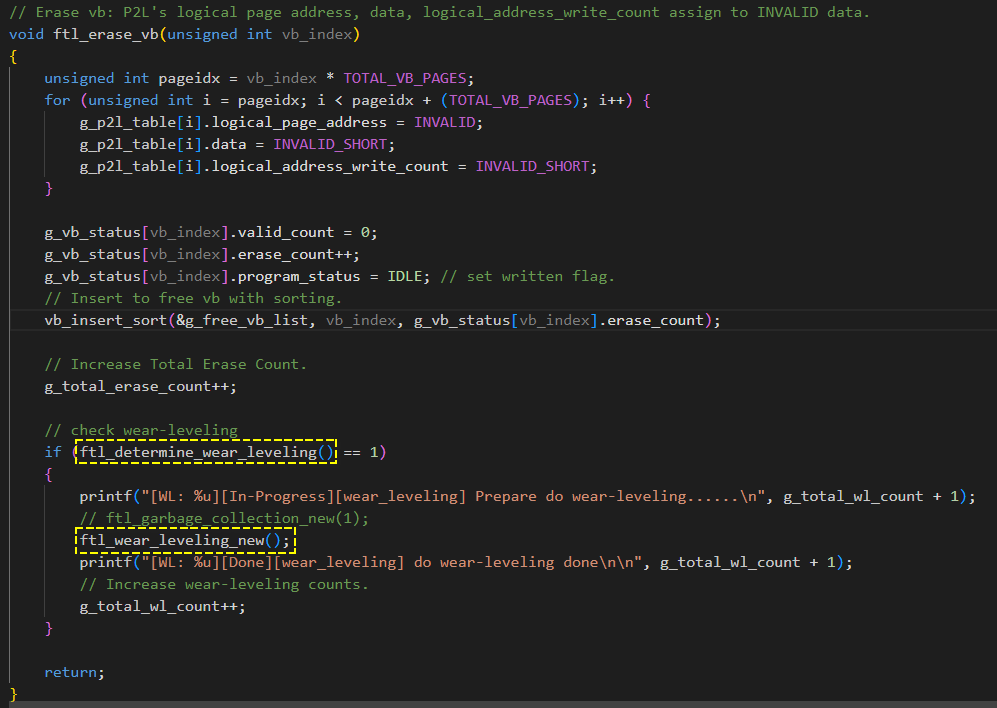 // Erase vb: P2L's logical page address, data, logical_address_write_count assign to INVALID data.
void ftl_erase_vb(unsigned int vb_index)
{
unsigned int pageidx = vb_index * TOTAL_VB_PAGES;
for (unsigned int i = pageidx; i < pageidx + (TOTAL_VB_PAGES); i++) {
g_p2l_table[i].logical_page_address = INVALID;
g_p2l_table[i].data = INVALID_SHORT;
g_p2l_table[i].logical_address_write_count = INVALID_SHORT;
}
g_vb_status[vb_index].valid_count = 0;
g_vb_status[vb_index].erase_count++;
g_vb_status[vb_index].program_status = IDLE; // set written flag.
// Insert to free vb with sorting.
vb_insert_sort(&g_free_vb_list, vb_index, g_vb_status[vb_index].erase_count);
// Increase Total Erase Count.
g_total_erase_count++;
// check wear-leveling
if (ftl_determine_wear_leveling() == 1)
{
printf("[WL: %u][In-Progress][wear_leveling] Prepare do wear-leveling......\n", g_total_wl_count + 1);
// ftl_garbage_collection_new(1);
ftl_wear_leveling_new();
printf("[WL: %u][Done][wear_leveling] do wear-leveling done\n\n", g_total_wl_count + 1);
// Increase wear-leveling counts.
g_total_wl_count++;
}
return;
}